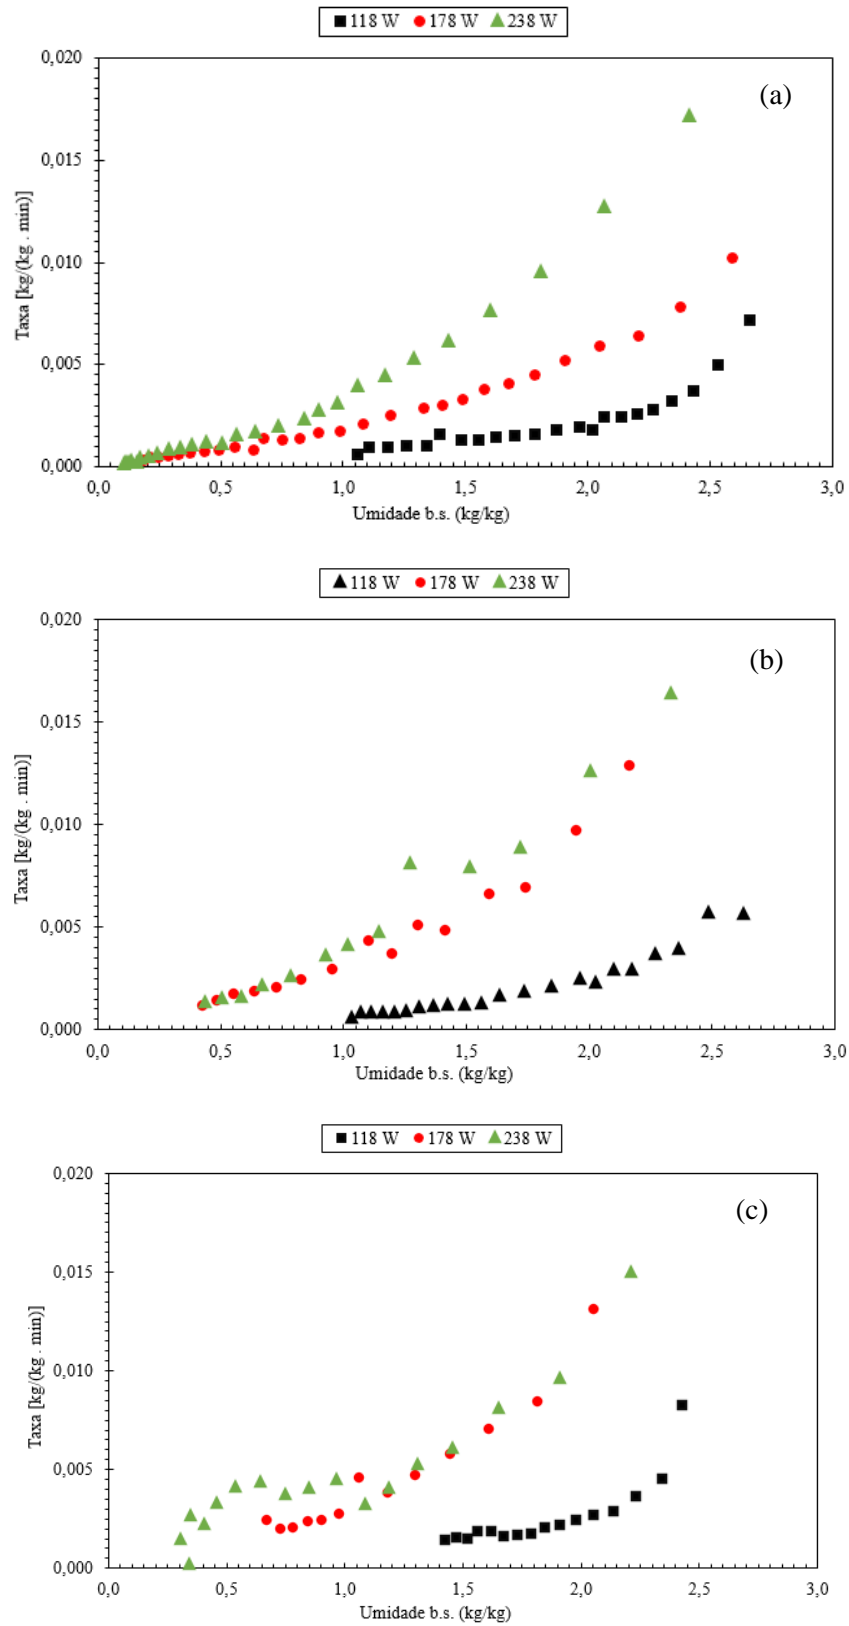 118 W 178 W 238 W
0,020
(a)
0,015
Taxa [kg/(kg . min)]
0,010
0,005
0,000
0,0 0,5 1,0 1,5 2,0 2,5 3,0
Umidade b.s. (kg/kg)
118 W 178 W 238 W
0,020
(b)
0,015
Taxa [kg/(kg . min)]
0,010
0,005
0,000
0,0 0,5 1,0 1,5 2,0 2,5 3,0
Umidade b.s. (kg/kg)
118 W 178 W 238 W
0,020
(c)
0,015
Taxa [kg/(kg . min)]
0,010
0,005
0,000
0,0 0,5 1,0 1,5 2,0 2,5 3,0
Umidade b.s. (kg/kg)